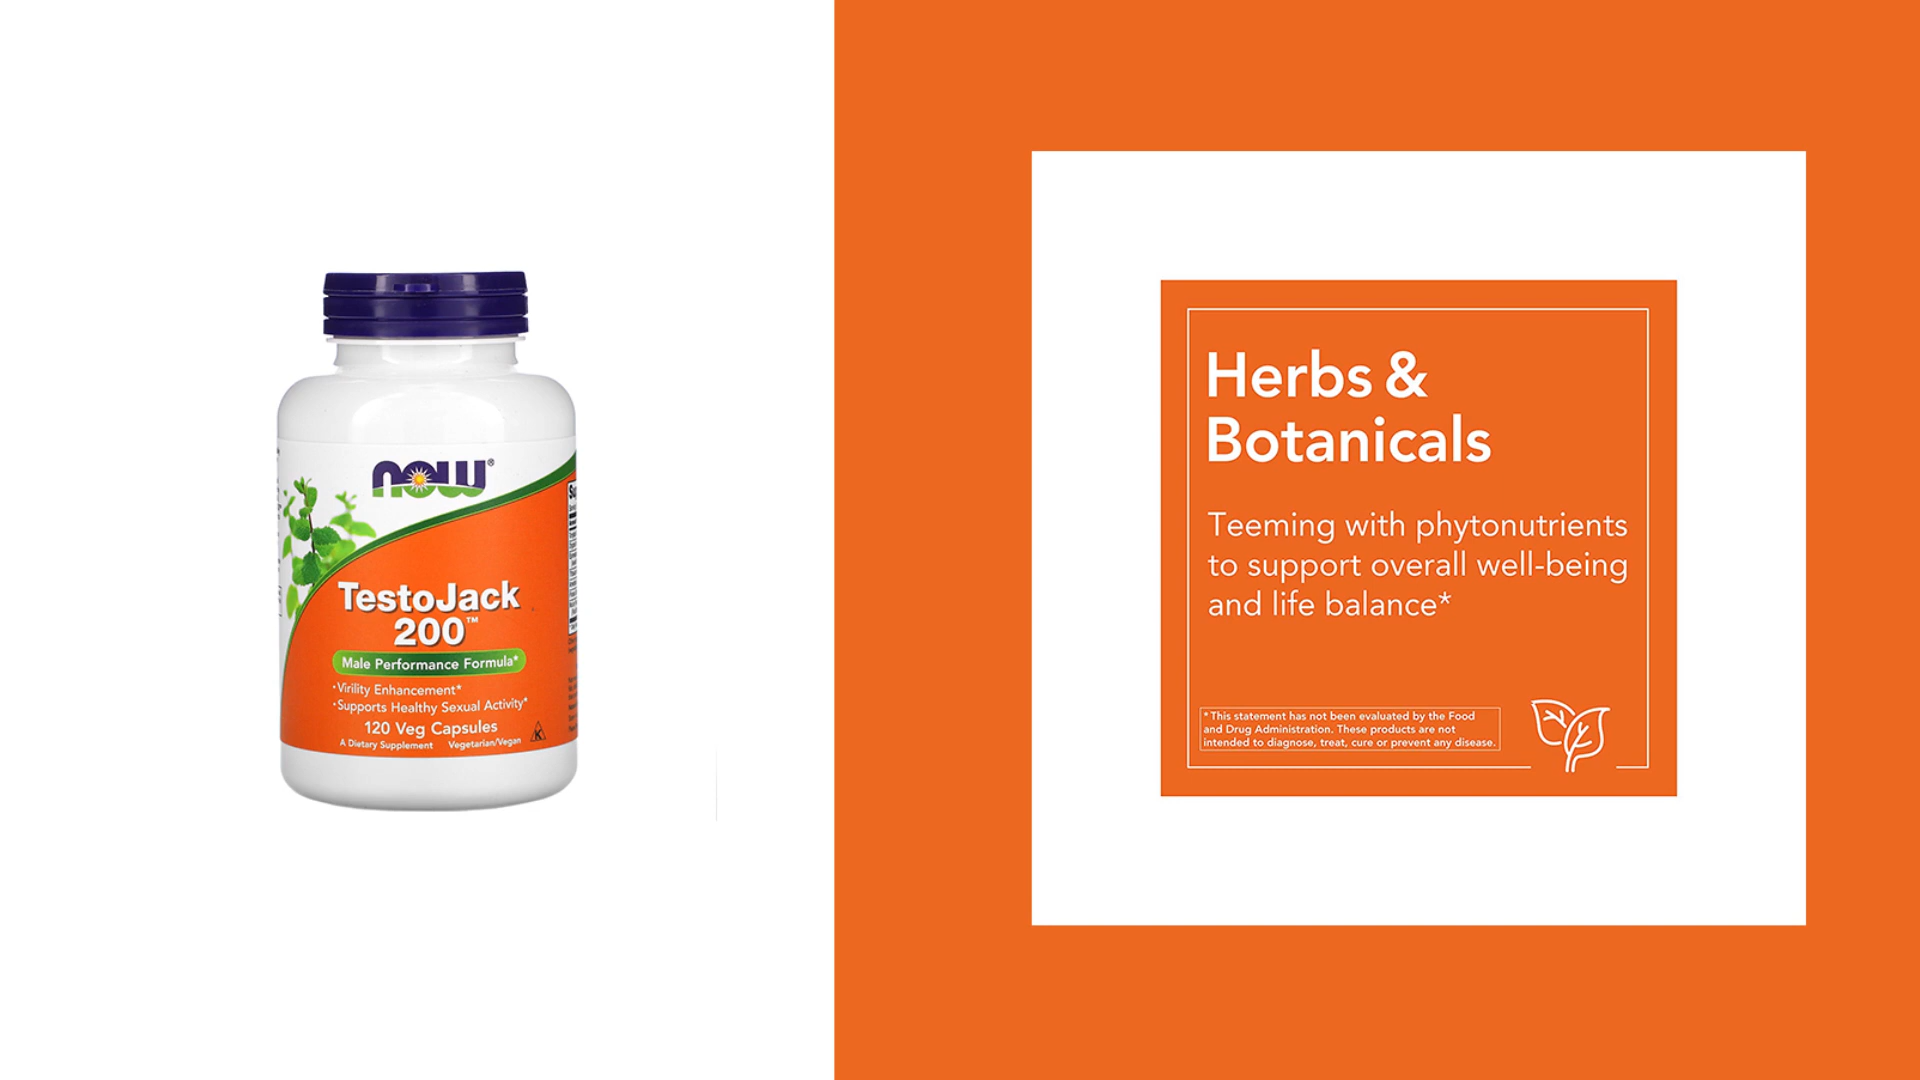 now®
TestoJack
200™
Male Performance Formula*
•Virility Enhancement*
•Supports Healthy Sexual Activity*
120 Veg Capsules
A Dietary Supplement Vegetarian/Vegan
K
Herbs &
Botanicals
Teeming with phytonutrients
to support overall well-being
and life balance*
*This statement has not been evaluated by the Food
and Drug Administration. These products are not
intended to diagnose, treat, cure or prevent any disease.